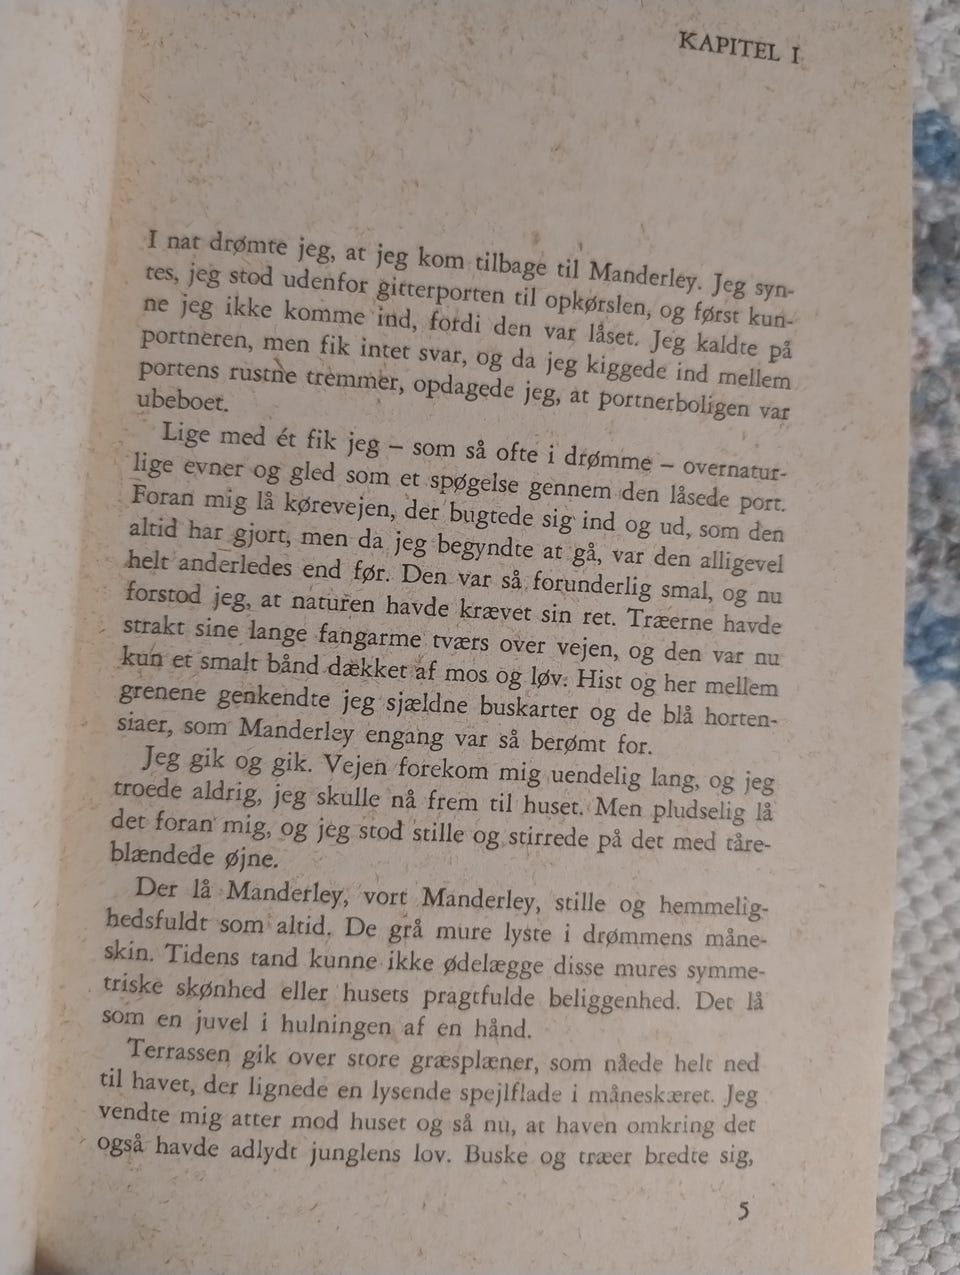 KAPITEL I
I nat drømte jeg, at jeg kom tilbage til Manderley. Jeg syn-
tes, jeg stod udenfor gitterporten til opkørslen, og først kun-
ne jeg ikke komme ind, fordi den var låset. Jeg kaldte på
portneren, men fik intet svar, og da jeg kiggede ind mellem
portens rustne tremmer, opdagede jeg, at portnerboligen var
ubeboet.
Lige med ét fik jeg – som så ofte i drømme – overnatur-
lige evner og gled som et spøgelse gennem den låsede port.
Foran mig lå kørevejen, der bugtede sig ind og ud, som den
altid har gjort, men da jeg begyndte at gå, var den alligevel
helt anderledes end før. Den var så forunderlig smal, og nu
forstod jeg, at naturen havde krævet sin ret. Træerne havde
strakt sine lange fangarme tværs over vejen, og den var nu
kun et smalt bånd dækket af mos og løv. Hist og her mellem
grenene genkendte jeg sjældne buskarter og de blå horten-
siaer, som Manderley engang var så berømt for.
Jeg gik og gik. Vejen forekom mig uendelig lang, og jeg
troede aldrig, jeg skulle nå frem til huset. Men pludselig lå
det foran mig, og jeg stod stille og stirrede på det med tåre-
blændede øjne.
Der lå Manderley, vort Manderley, stille og hemmelig-
hedsfuldt som altid. De grå mure lyste i drømmens måne-
skin. Tidens tand kunne ikke ødelægge disse mures symme-
triske skønhed eller husets pragtfulde beliggenhed. Det lå
som en juvel i hulningen af en hånd.
Terrassen gik over store græsplæner, som nåede helt ned
til havet, der lignede en lysende spejlflade i måneskæret. Jeg
vendte mig atter mod huset og så nu, at haven omkring det
også havde adlydt junglens lov. Buske og træer bredte sig,
5